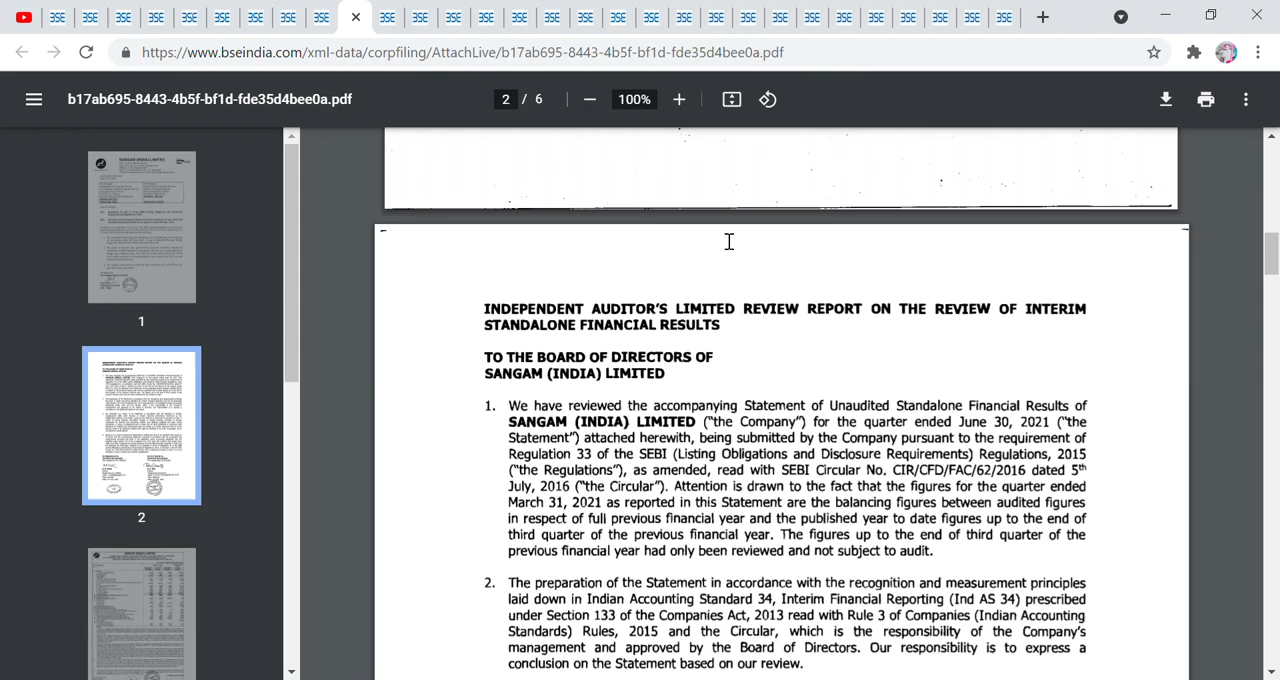 https://www.bseindia.com/xml-data/corpfiling/AttachLive/b17ab695-8443-4b5f-bf1d-fde35d4bee0a.pdf
b17ab695-8443-4b5f-bf1d-fde35d4bee0a.pdf
2 / 6
100%
1
2
INDEPENDENT AUDITOR'S LIMITED REVIEW REPORT ON THE REVIEW OF INTERIM
STANDALONE FINANCIAL RESULTS
TO THE BOARD OF DIRECTORS OF
SANGAM (INDIA) LIMITED
1. We have reviewed the accompanying Statement of Unaudited Standalone Financial Results of
SANGAM (INDIA) LIMITED ("the Company") for the quarter ended June 30, 2021 ("the
Statement") attached herewith, being submitted by the Company pursuant to the requirement of
Regulation 33 of the SEBI (Listing Obligations and Disclosure Requirements) Regulations, 2015
("the Regulations"), as amended, read with SEBI Circular No. CIR/CFD/FAC/62/2016 dated 5th
July, 2016 ("the Circular"). Attention is drawn to the fact that the figures for the quarter ended
March 31, 2021 as reported in this Statement are the balancing figures between audited figures
in respect of full previous financial year and the published year to date figures up to the end of
third quarter of the previous financial year. The figures up to the end of third quarter of the
previous financial year had only been reviewed and not subject to audit.
2. The preparation of the Statement in accordance with the recognition and measurement principles
laid down in Indian Accounting Standard 34, Interim Financial Reporting (Ind AS 34) prescribed
under Section 133 of the Companies Act, 2013 read with Rule 3 of Companies (Indian Accounting
Standards) Rules, 2015 and the Circular, which is the responsibility of the Company's
management and approved by the Board of Directors. Our responsibility is to express a
conclusion on the Statement based on our review.